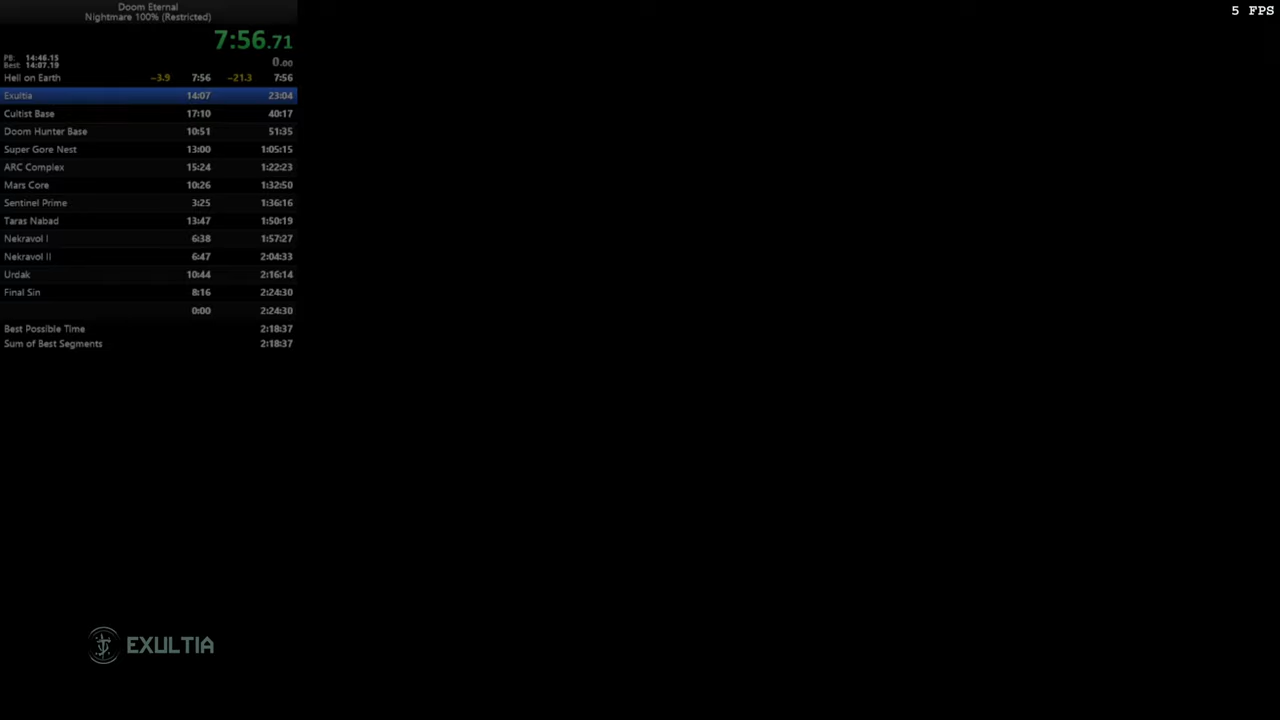 Doom Eternal
Nightmare 100% (Restricted)
5 FPS
7:56.71
PB: 14:46.15 0.00
Best: 14:07.19
Hell on Earth −3.9 7:56 −21.3 7:56
Exultia 14:07 23:04
Cultist Base 17:10 40:17
Doom Hunter Base 10:51 51:35
Super Gore Nest 13:00 1:05:15
ARC Complex 15:24 1:22:23
Mars Core 10:26 1:32:50
Sentinel Prime 3:25 1:36:16
Taras Nabad 13:47 1:50:19
Nekravol I 6:38 1:57:27
Nekravol II 6:47 2:04:33
Urdak 10:44 2:16:14
Final Sin 8:16 2:24:30
0:00 2:24:30
Best Possible Time 2:18:37
Sum of Best Segments 2:18:37
EXULTIA